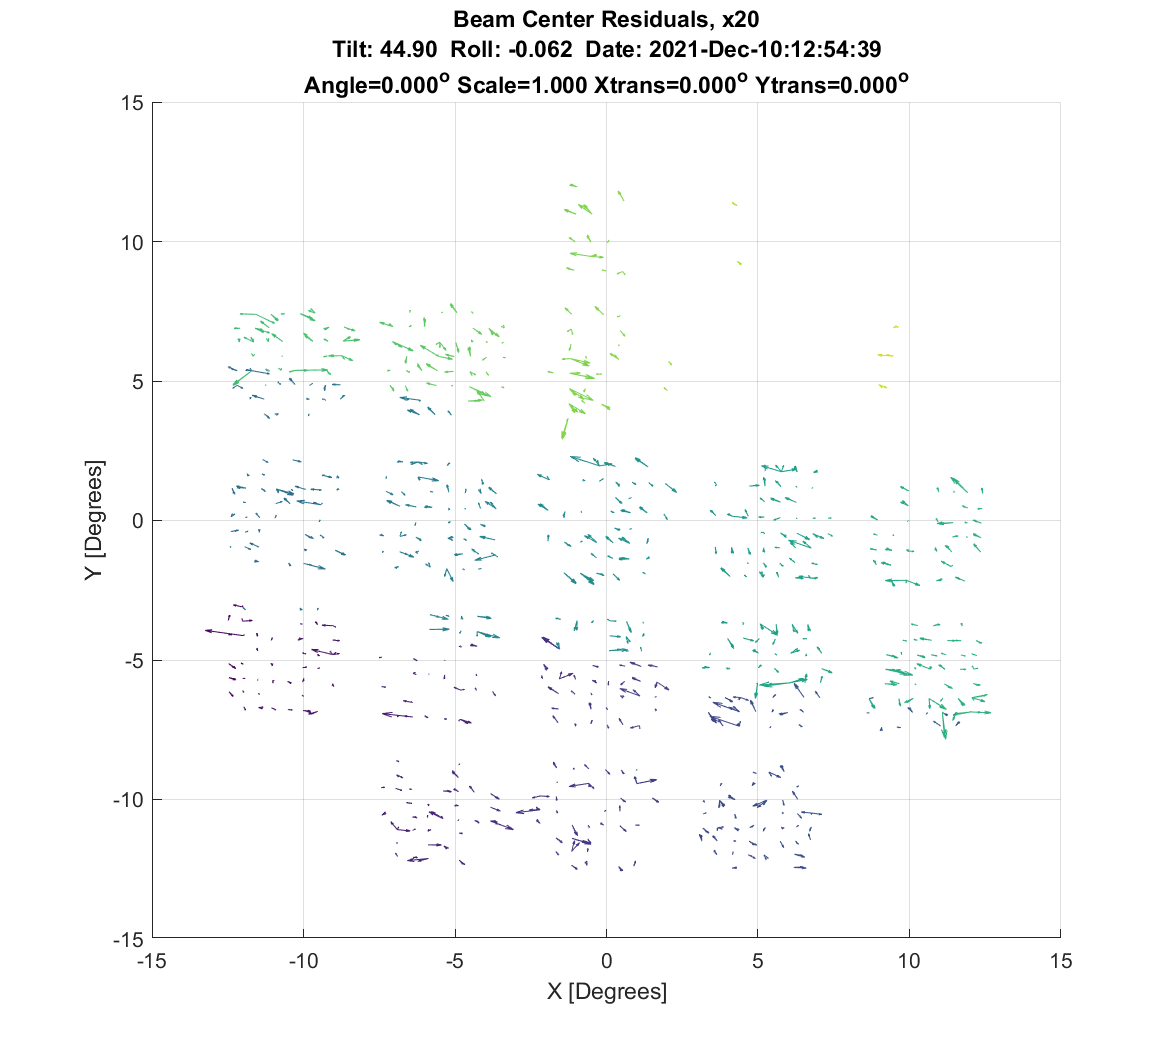 Beam Center Residuals, x20
Tilt: 44.90 Roll: -0.062 Date: 2021-Dec-10:12:54:39
Angle=0.000° Scale=1.000 Xtrans=0.000° Ytrans=0.000°
15
10
5
0
-5
-10
-15
Y [Degrees]
-15 -10 -5 0 5 10 15
X [Degrees]